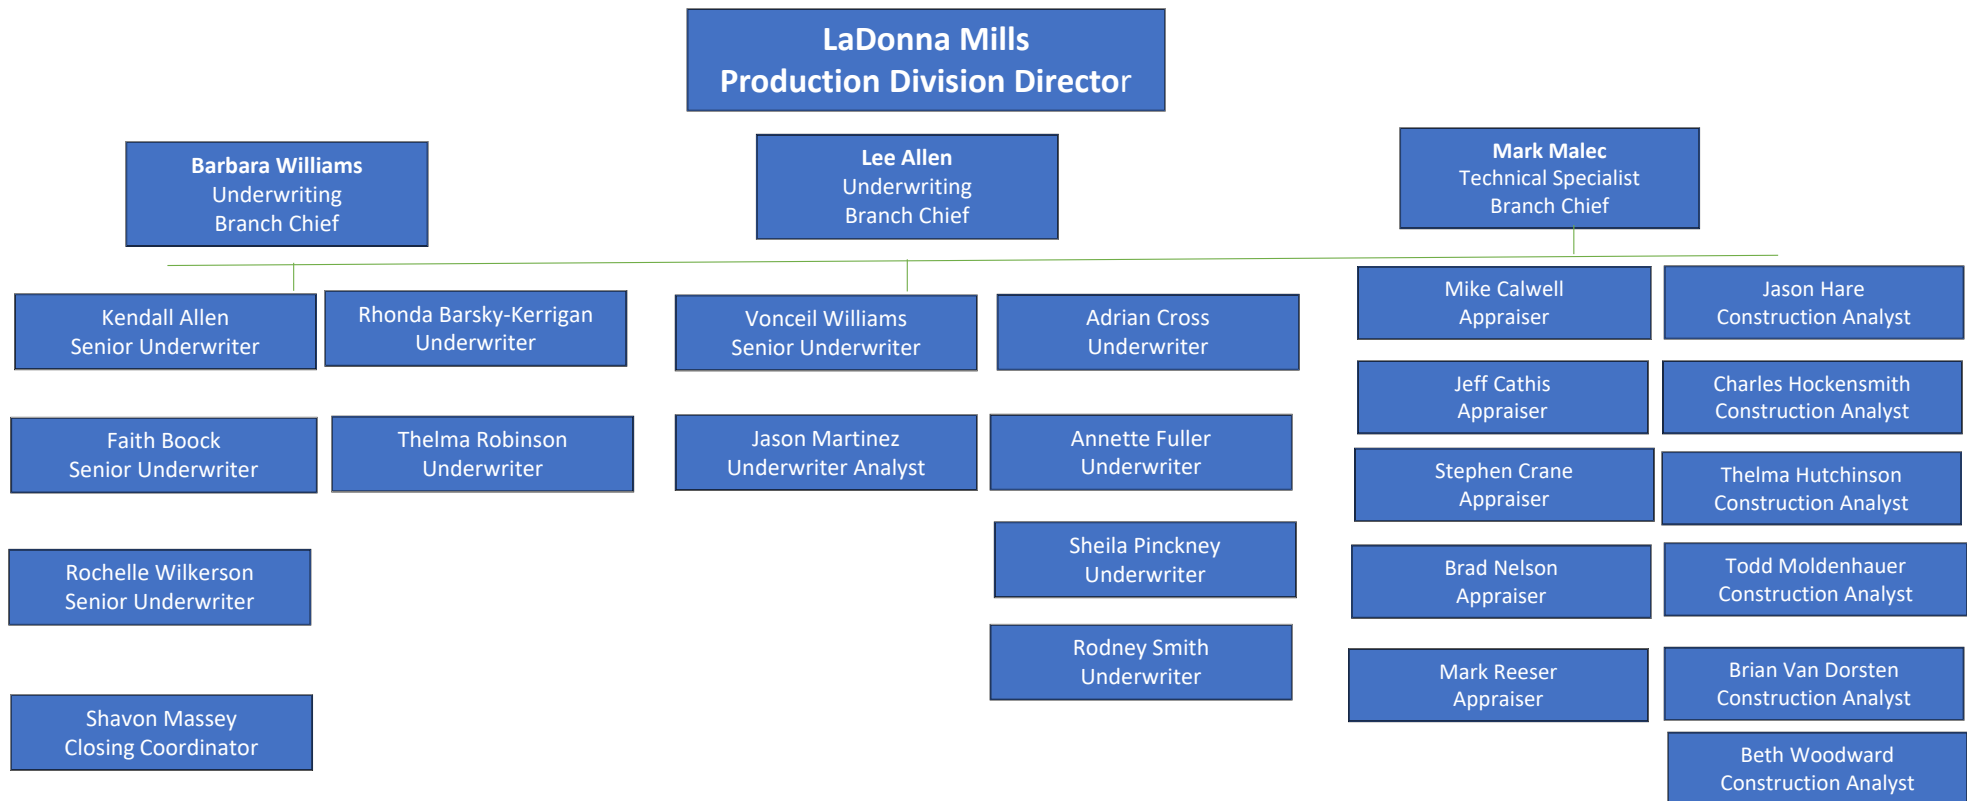 LaDonna Mills
Production Division Director
Barbara Williams
Underwriting
Branch Chief
Lee Allen
Underwriting
Branch Chief
Mark Malec
Technical Specialist
Branch Chief
Kendall Allen
Senior Underwriter
Rhonda Barsky-Kerrigan
Underwriter
Faith Boock
Senior Underwriter
Thelma Robinson
Underwriter
Rochelle Wilkerson
Senior Underwriter
Shavon Massey
Closing Coordinator
Vonceil Williams
Senior Underwriter
Adrian Cross
Underwriter
Jason Martinez
Underwriter Analyst
Annette Fuller
Underwriter
Sheila Pinckney
Underwriter
Rodney Smith
Underwriter
Mike Calwell
Appraiser
Jason Hare
Construction Analyst
Jeff Cathis
Appraiser
Charles Hockensmith
Construction Analyst
Stephen Crane
Appraiser
Thelma Hutchinson
Construction Analyst
Brad Nelson
Appraiser
Todd Moldenhauer
Construction Analyst
Mark Reeser
Appraiser
Brian Van Dorsten
Construction Analyst
Beth Woodward
Construction Analyst